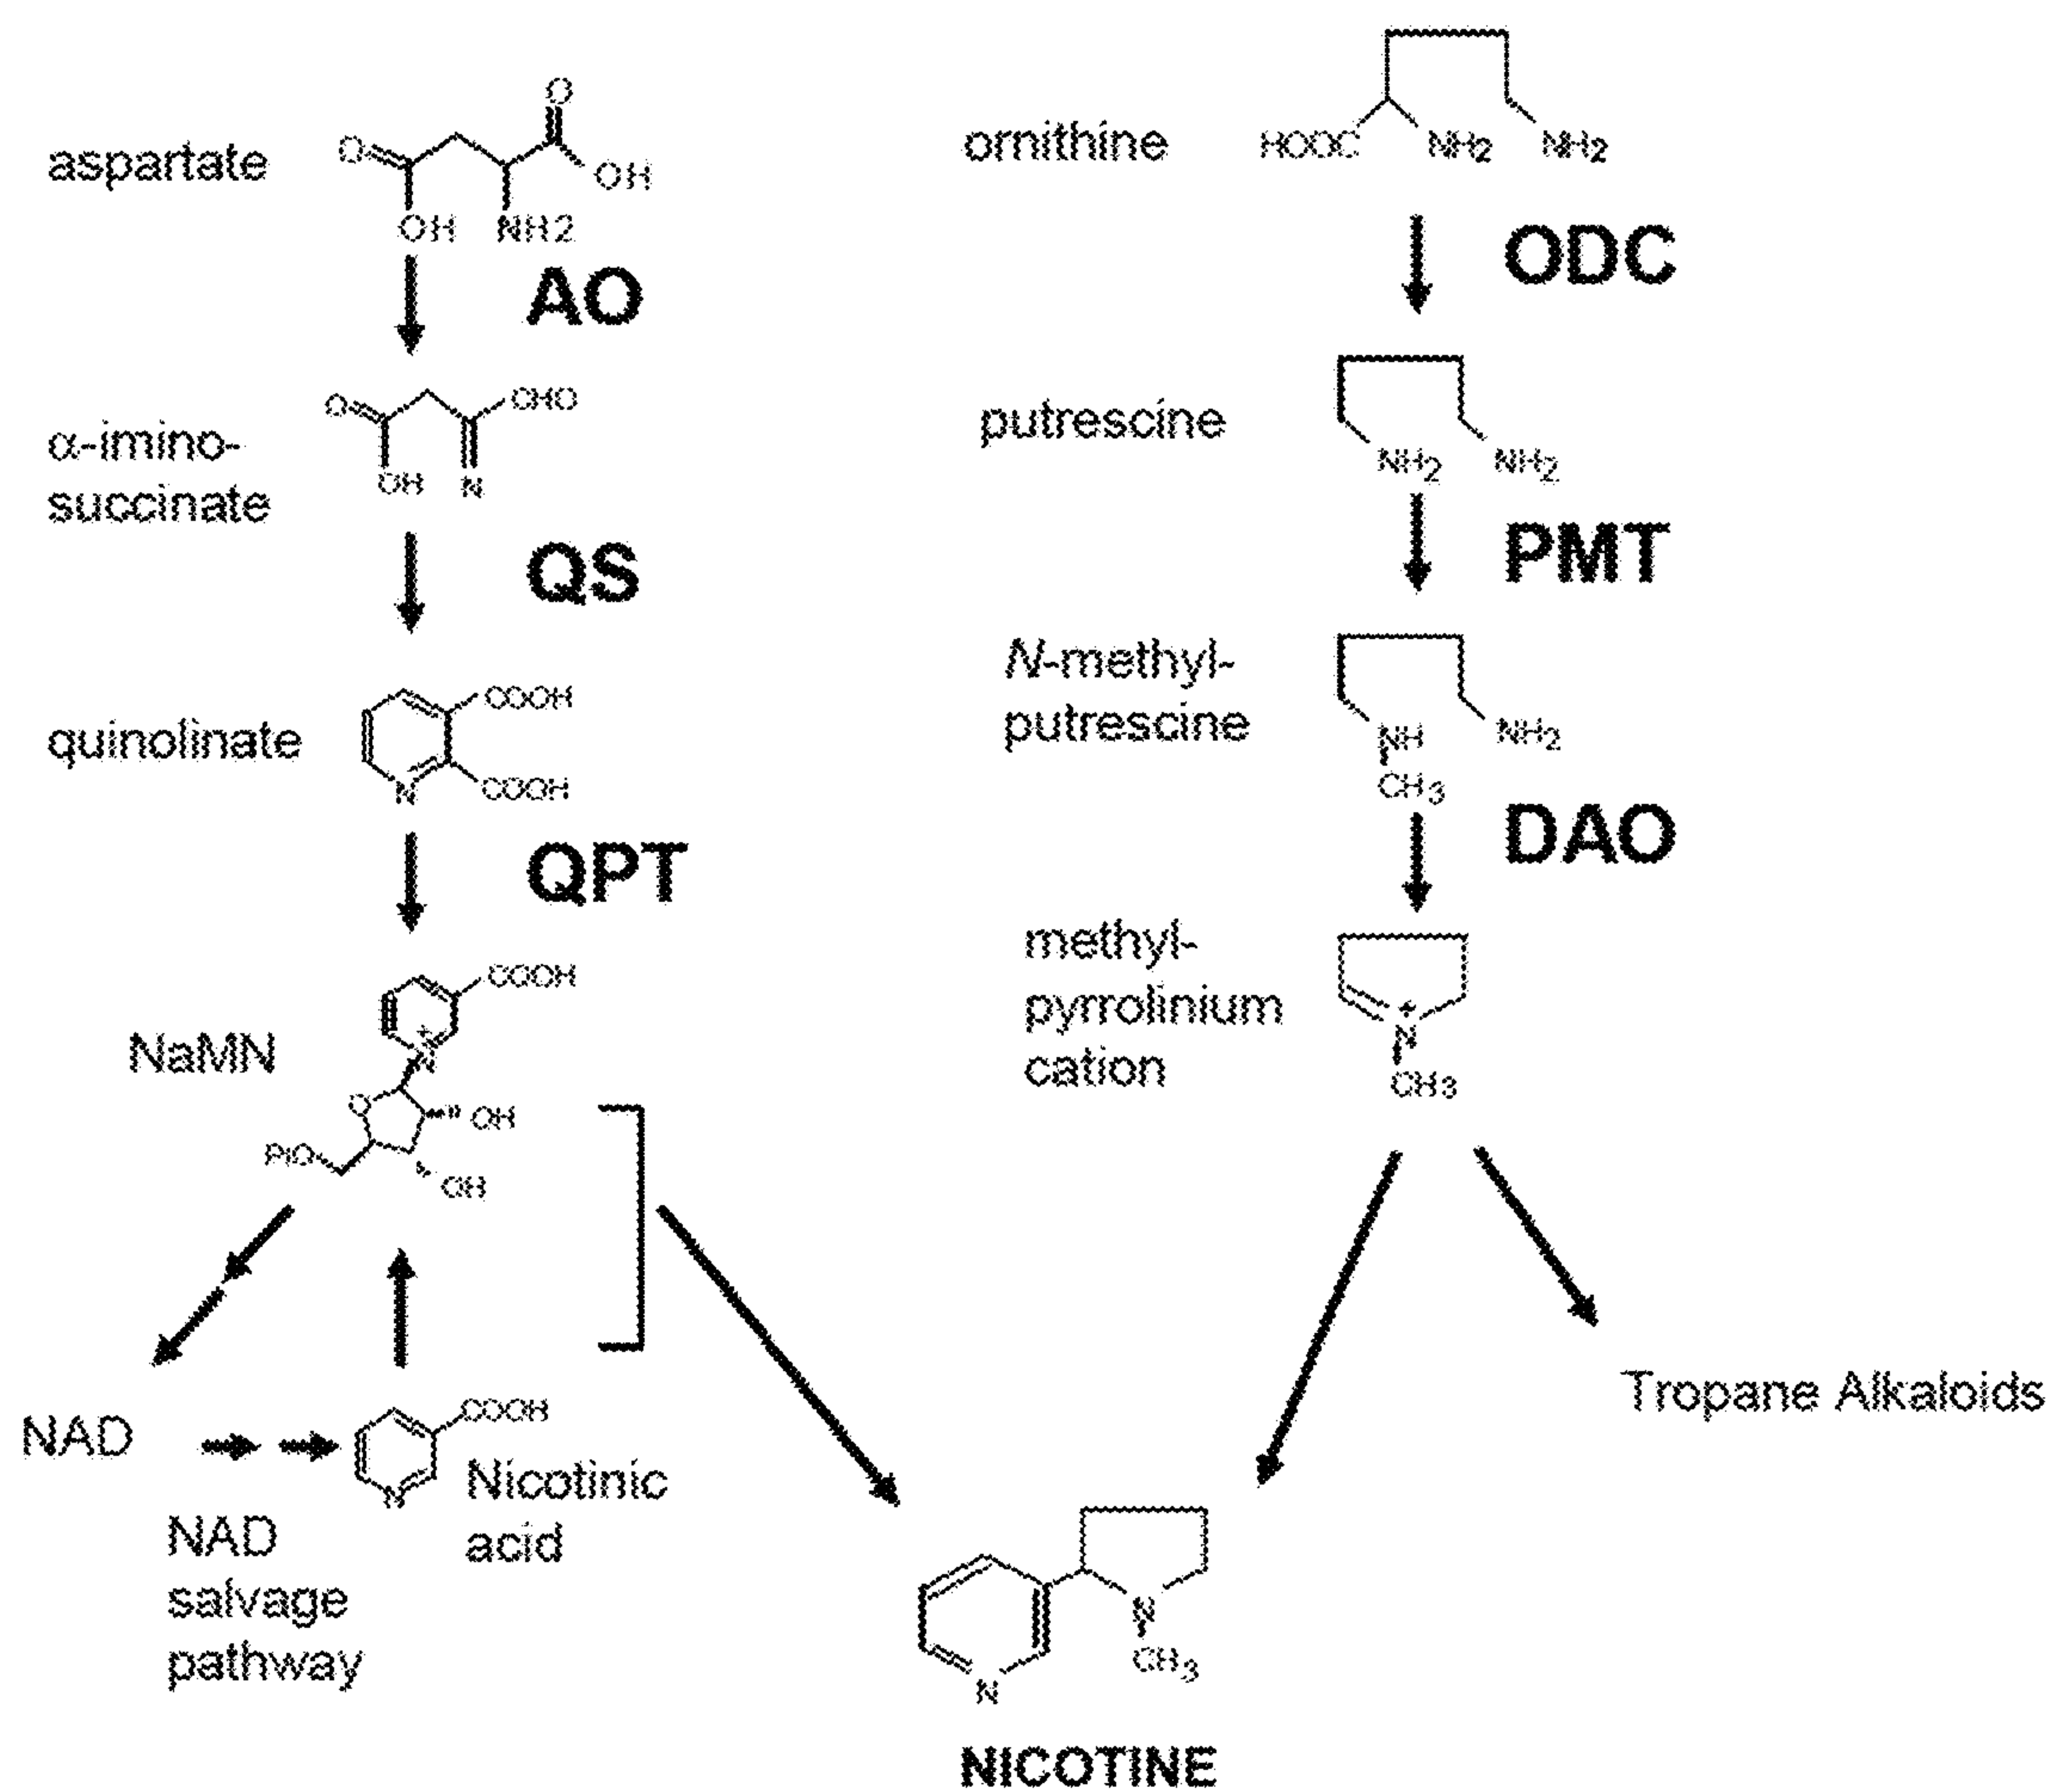 aspartate
O
O
OH
OH
NH2
AO
α-imino-
succinate
O
OHO
OH
N
QS
quinolinate
COOH
N
COOH
QPT
NaMN
COOH
+
N
O
OH
PiO
OH
NAD
COOH
N
Nicotinic
acid
NAD
salvage
pathway
ornithine
HOOC
NH2
NH2
ODC
putrescine
NH2
NH2
PMT
N-methyl-
putrescine
NH
NH2
CH3
DAO
methyl-
pyrrolinium
cation
+
N
CH3
Tropane Alkaloids
N
CH3
N
NICOTINE